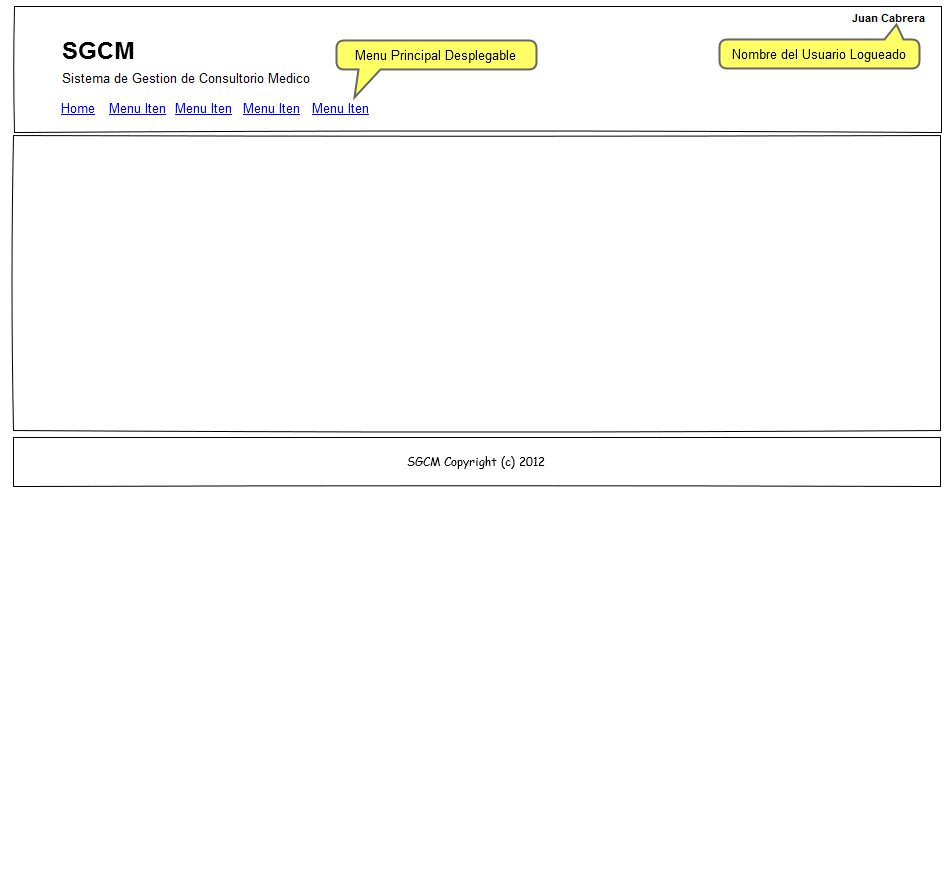 Juan Cabrera
SGCM
Menu Principal Desplegable
Nombre del Usuario Logueado
Sistema de Gestion de Consultorio Medico
Home Menu Iten Menu Iten Menu Iten Menu Iten
SGCM Copyright (c) 2012